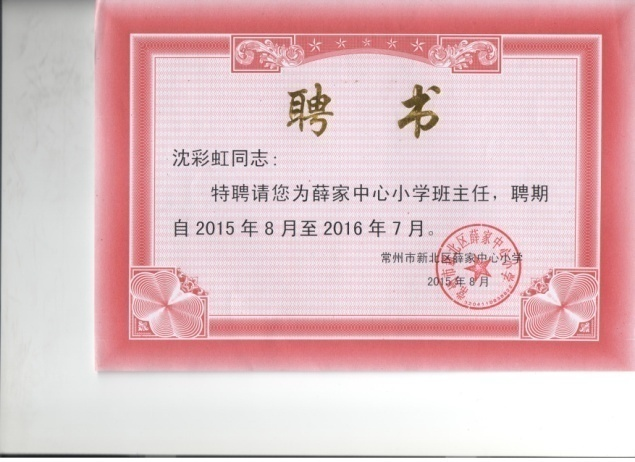 聘书
沈彩虹同志：
特聘请您为薛家中心小学班主任，聘期
自2015年8月至2016年7月。
常州市新北区薛家中心小学
2015年8月